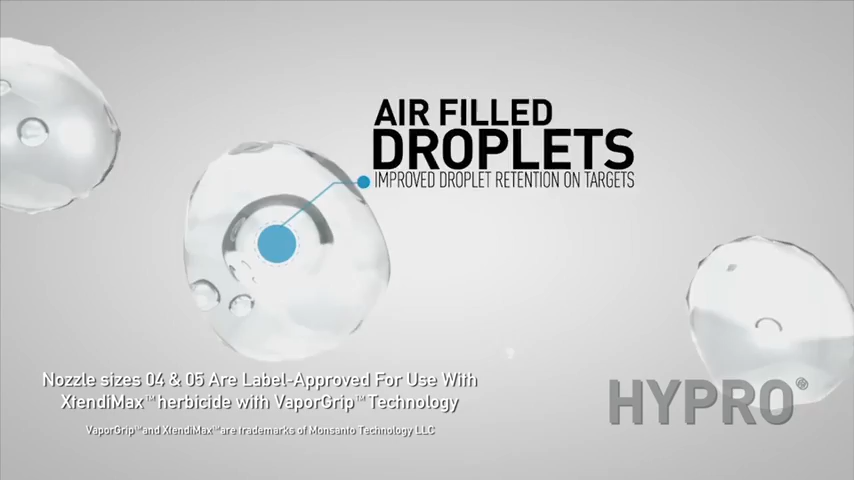 AIR FILLED
DROPLETS
IMPROVED DROPLET RETENTION ON TARGETS
Nozzle sizes 04 & 05 Are Label-Approved For Use With
XtendiMax™ herbicide with VaporGrip™ Technology
VaporGrip™ and XtendiMax™ are trademarks of Monsanto Technology LLC
HYPRO®